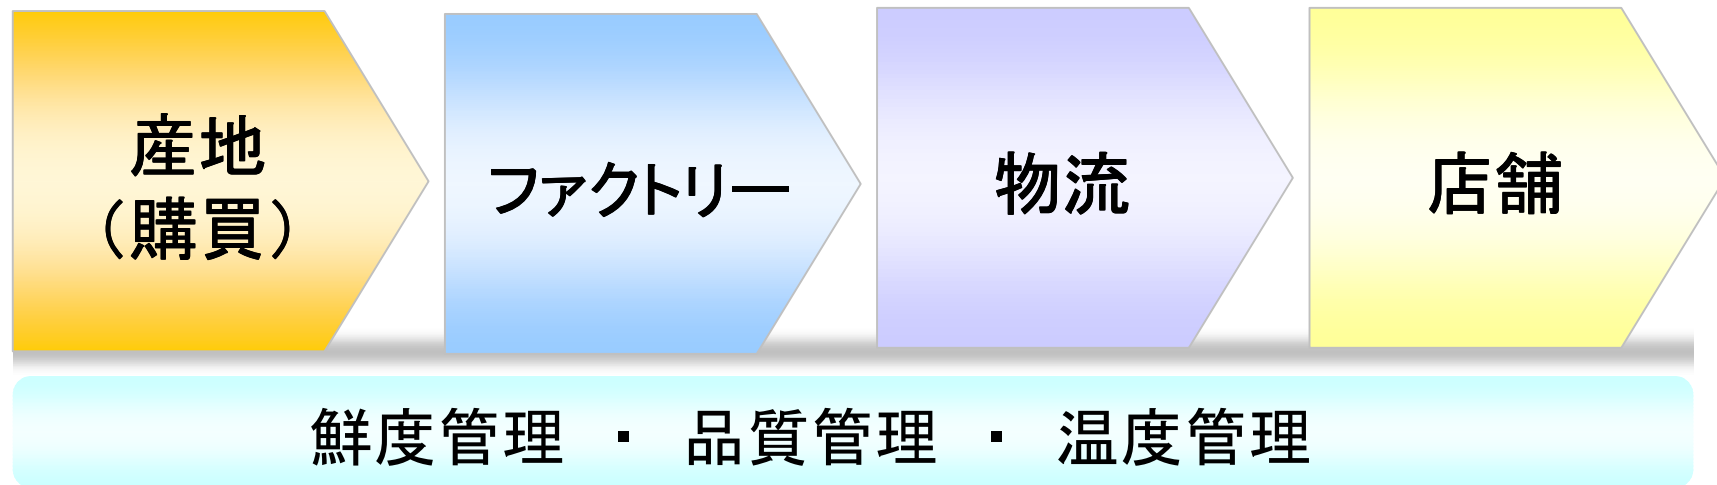 産地
（購買）
ファクトリー
物流
店舗
鮮度管理 ・ 品質管理 ・ 温度管理